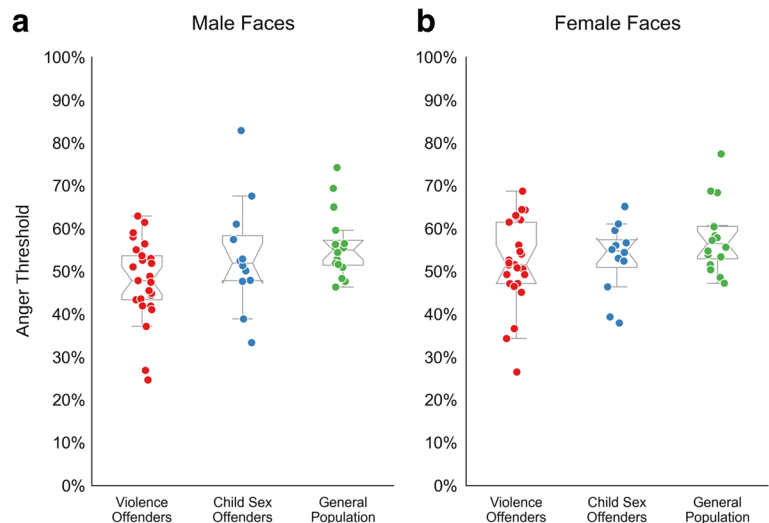 a
Male Faces
b
Female Faces
Anger Threshold
100%
90%
80%
70%
60%
50%
40%
30%
20%
10%
0%
Violence
Offenders
Child Sex
Offenders
General
Population
100%
90%
80%
70%
60%
50%
40%
30%
20%
10%
0%
Violence
Offenders
Child Sex
Offenders
General
Population